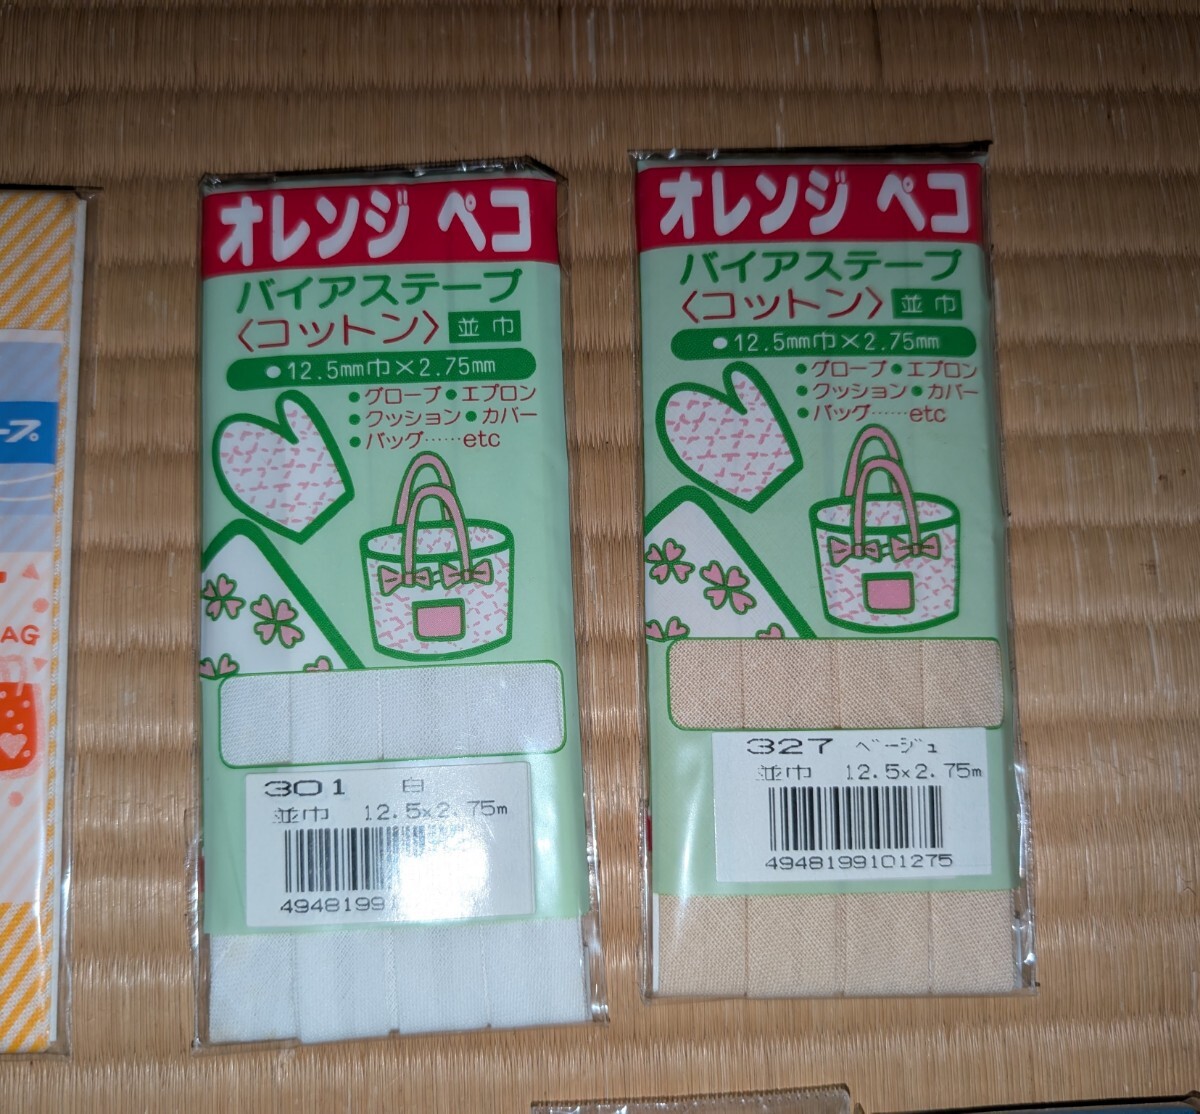 オレンジ ペコ
バイアステープ
〈コットン〉 並巾
●12.5mm巾×2.75mm
●グローブ●エプロン
●クッション●カバー
●バッグ……etc
301 白
並巾 12.5×2.75m
4948199
オレンジ ペコ
バイアステープ
〈コットン〉 並巾
●12.5mm巾×2.75mm
●グローブ●エプロン
●クッション●カバー
●バッグ……etc
327 ベージュ
並巾 12.5×2.75m
4948199101275
ープ
AG